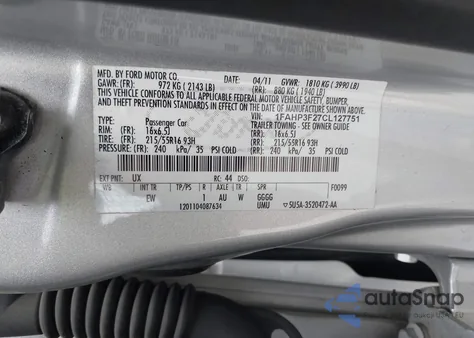 MFD. BY FORD MOTOR CO.
DATE: 04/11 GVWR: 1810 KG ( 3990 LB)
GAWR: (FR): 972 KG ( 2143 LB) (RR): 880 KG ( 1940 LB)
THIS VEHICLE CONFORMS TO ALL APPLICABLE FEDERAL MOTOR VEHICLE SAFETY, BUMPER,
AND THEFT PREVENTION STANDARDS IN EFFECT ON THE DATE OF MANUFACTURE SHOWN ABOVE.
VIN: 1FAHP3F27CL127751
TYPE: Passenger Car TRAILER TOWING - SEE OWNER GUIDE
RIM: (FR): 16x6.5J (RR): 16x6.5J
TIRE: (FR): 215/55R16 93H (RR): 215/55R16 93H
PRESSURE: (FR): 240 kPa/ 35 PSI COLD (RR): 240 kPa/ 35 PSI COLD
EXT PNT: UX RC: 44 DSO: F0099
INT TR TP/PS R AXLE TR SPR
EW 1 AU W GGGG
1201104087634 UMU
5U5A-3520472-AA
autoSnap